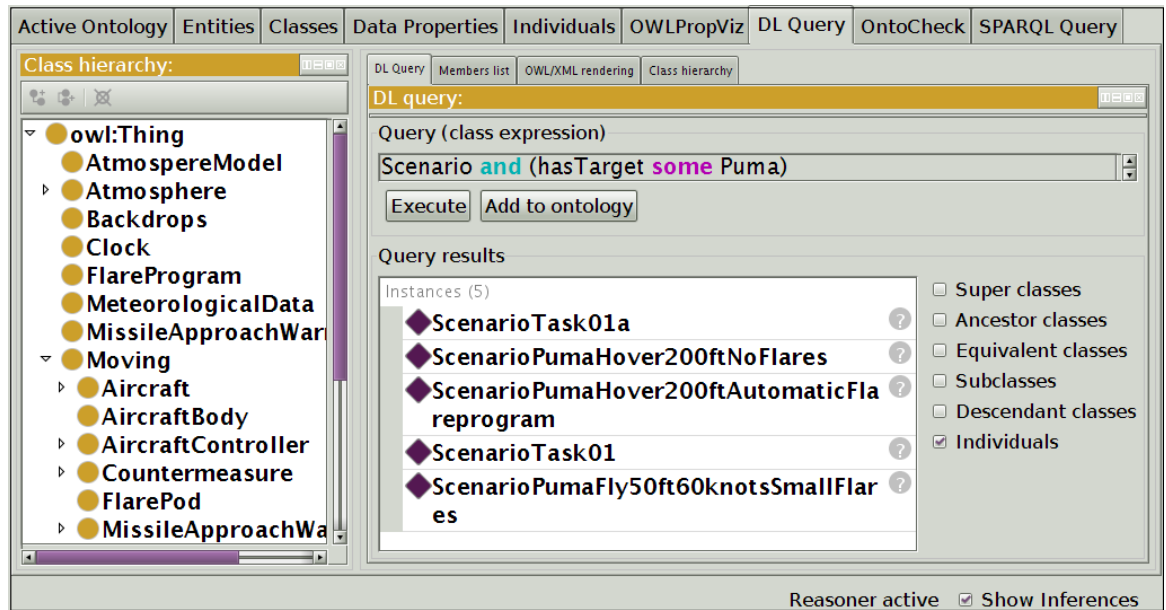 Active Ontology Entities Classes Data Properties Individuals OWLPropViz DL Query OntoCheck SPARQL Query
Class hierarchy:
owl:Thing
AtmospereModel
Atmosphere
Backdrops
Clock
FlareProgram
MeteorologicalData
MissileApproachWar
Moving
Aircraft
AircraftBody
AircraftController
Countermeasure
FlarePod
MissileApproachWa
DL Query Members list OWL/XML rendering Class hierarchy
DL query:
Query (class expression)
Scenario and (hasTarget some Puma)
Execute Add to ontology
Query results
Instances (5)
ScenarioTask01a
ScenarioPumaHover200ftNoFlares
ScenarioPumaHover200ftAutomaticFla
reprogram
ScenarioTask01
ScenarioPumaFly50ft60knotsSmallFlar
es
Super classes
Ancestor classes
Equivalent classes
Subclasses
Descendant classes
Individuals
Reasoner active Show Inferences